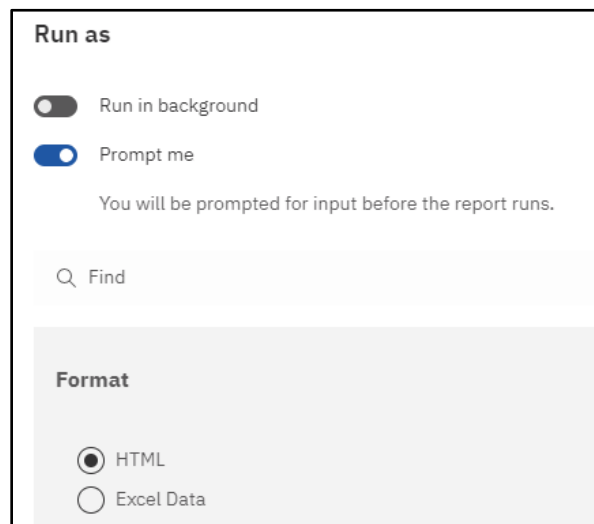 Run as
Run in background
Prompt me
You will be prompted for input before the report runs.
Find
Format
HTML
Excel Data